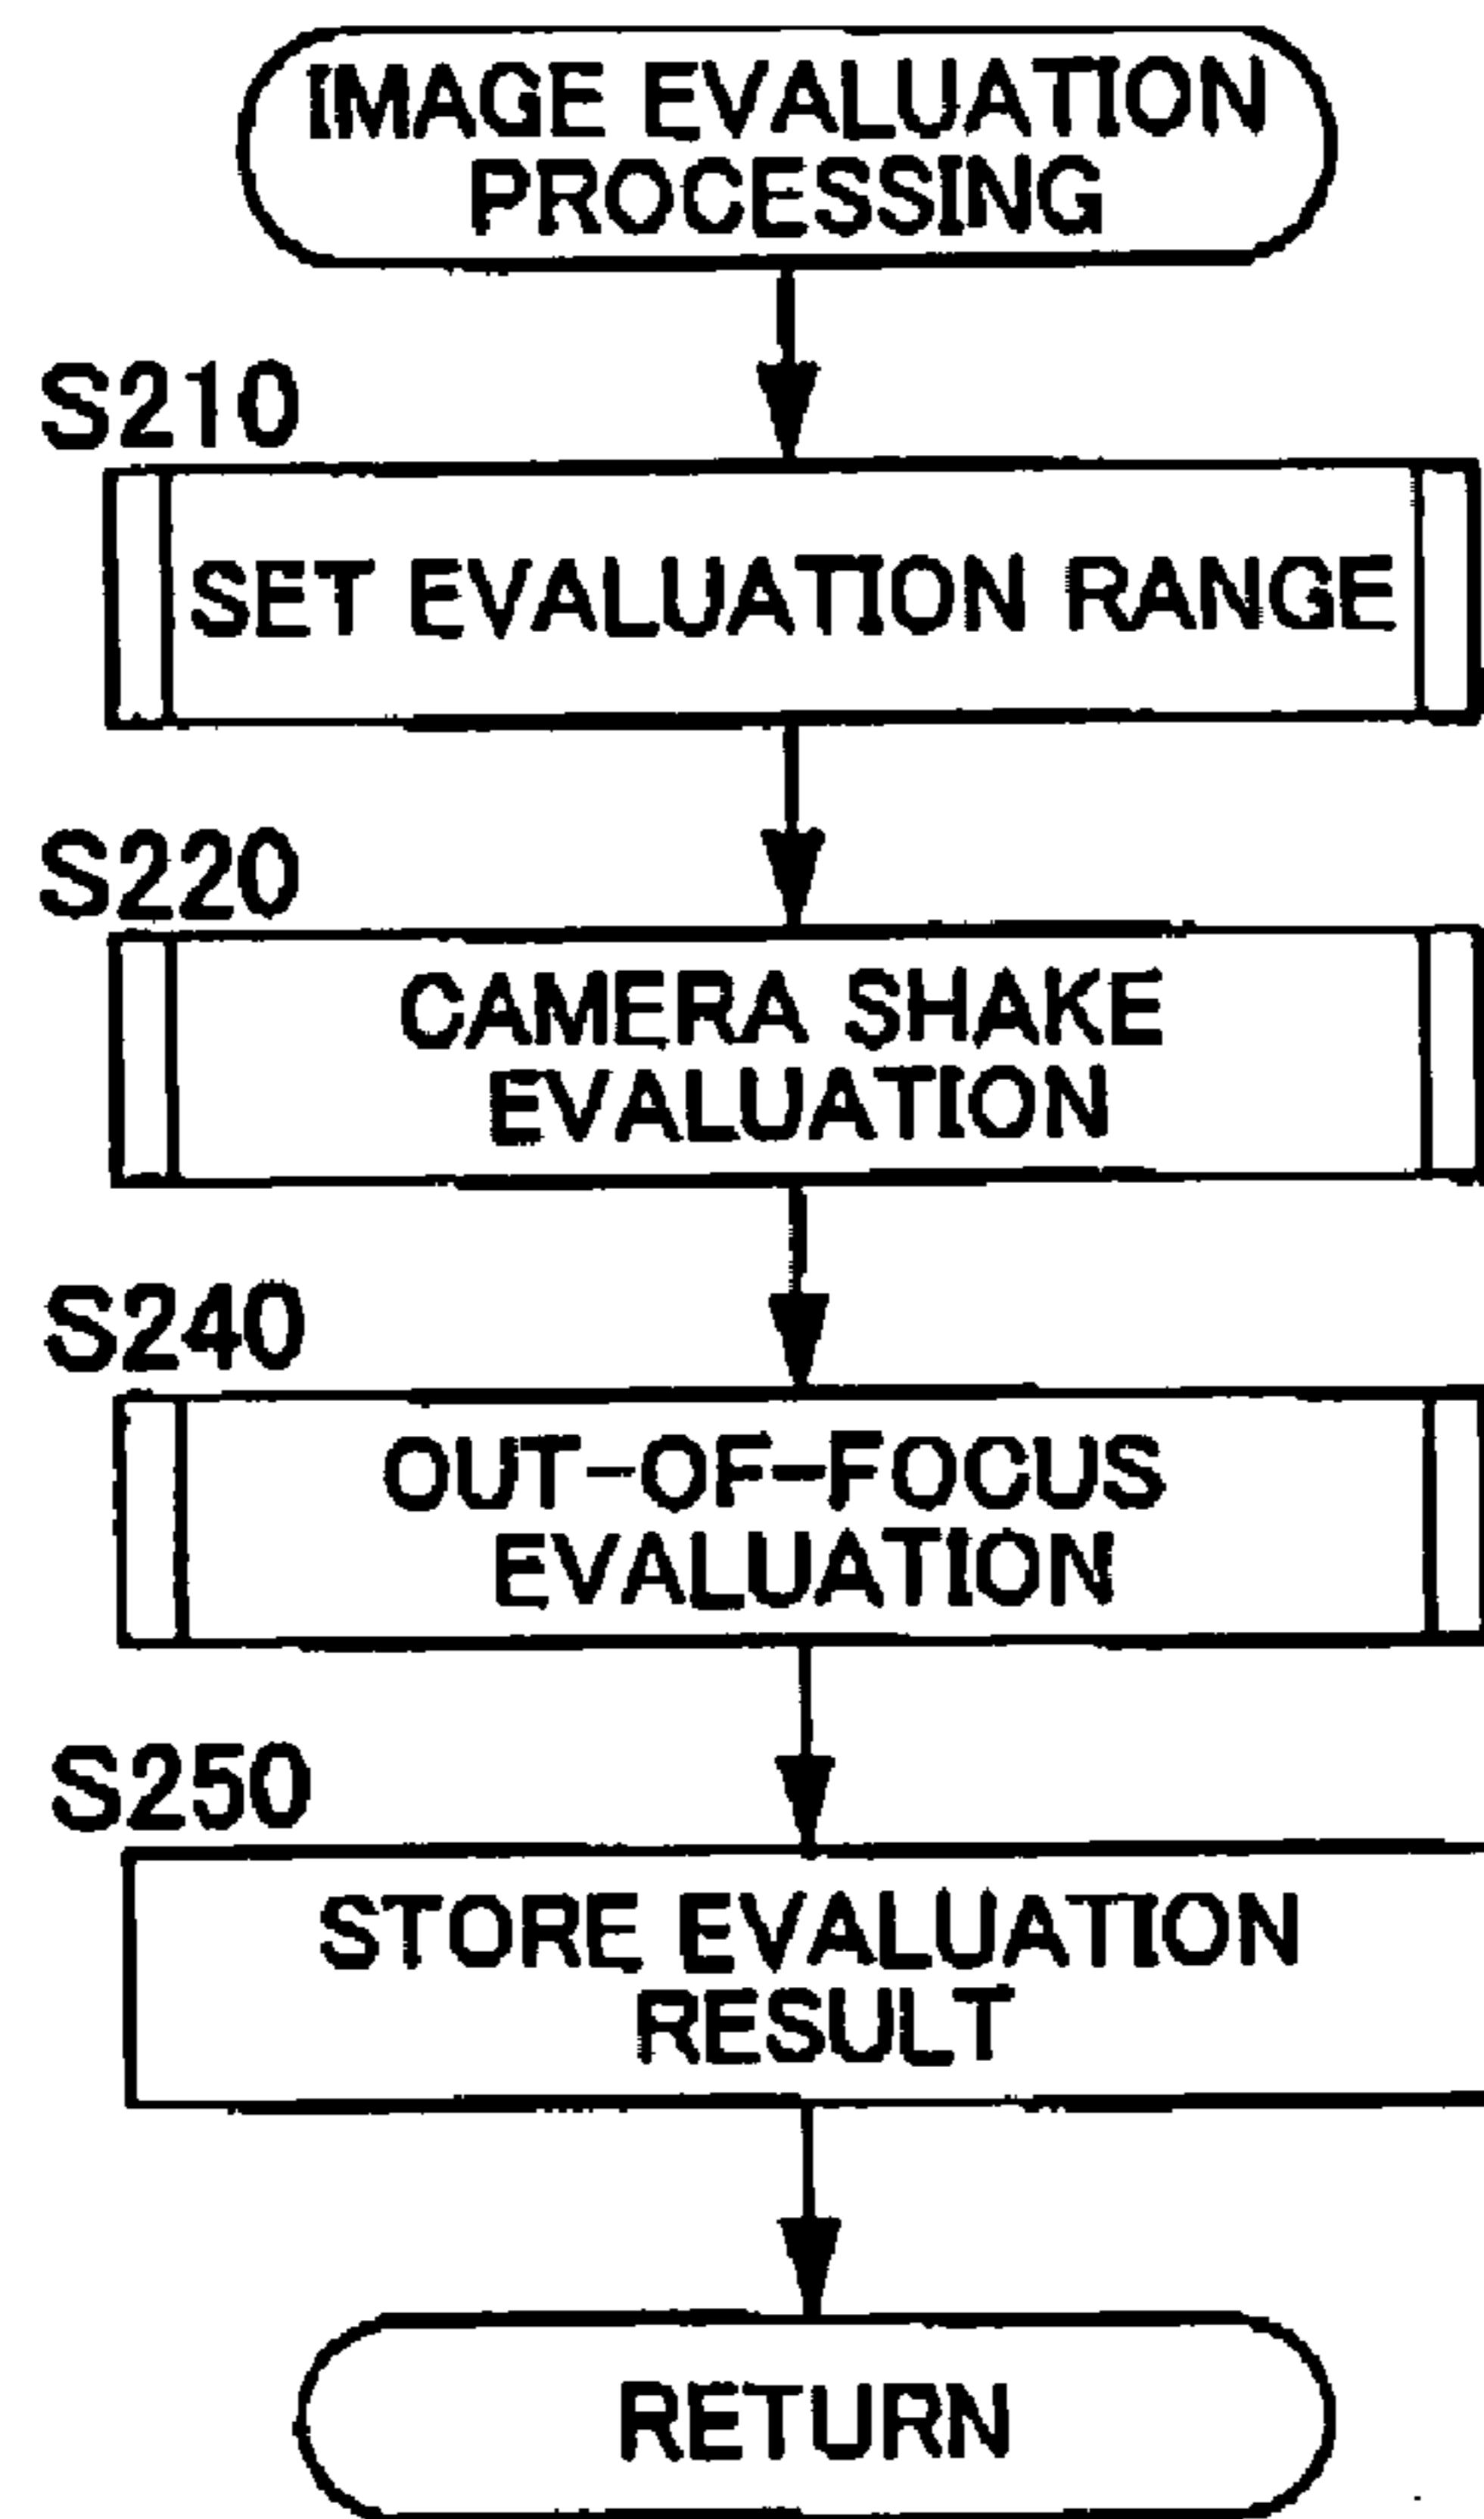 IMAGE EVALUATION
PROCESSING
S210
SET EVALUATION RANGE
S220
CAMERA SHAKE
EVALUATION
S240
OUT-OF-FOCUS
EVALUATION
S250
STORE EVALUATION
RESULT
RETURN